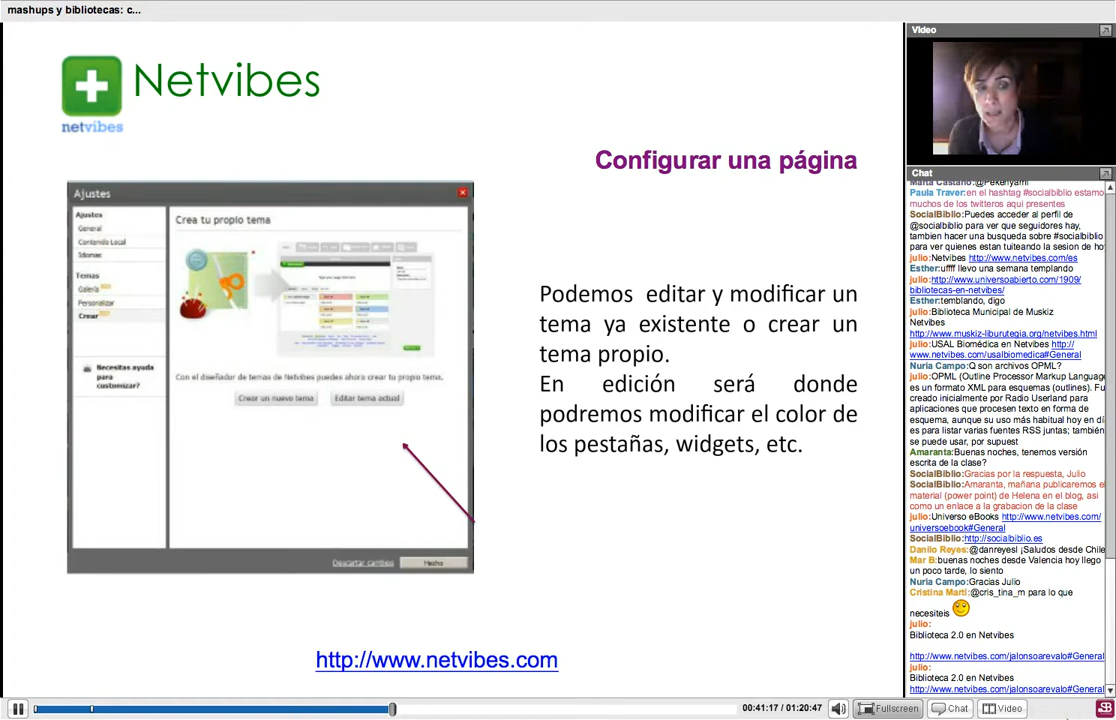 mashups y bibliotecas: c...
Netvibes
netvibes
Configurar una página
Ajustes
Ajustes
General
Contenido Local
Idiomas
Temas
Galería
Personalizar
Crear
Necesitas ayuda
para
customizar?
Crea tu propio tema
Con el diseñador de temas de Netvibes puedes ahora crear tu propio tema.
Crear un nuevo tema
Editar tema actual
Descartar cambios
Hecho
Podemos editar y modificar un
tema ya existente o crear un
tema propio.
En edición será donde
podremos modificar el color de
los pestañas, widgets, etc.
http://www.netvibes.com
Video
Chat
Marta Castaño:@Pekenyami
Paula Traver:en el hashtag #socialbiblio estamo
muchos de los twitteros aqui presentes
SocialBiblio:Puedes acceder al perfil de
@socialbiblio para ver que seguidores hay,
tambien hacer una busqueda sobre #socialbiblio
para ver quienes estan tuiteando la sesion de ho
julio:Netvibes http://www.netvibes.com/es
Esther:uffff llevo una semana templando
julio:http://www.universoabierto.com/1909/
bibliotecas-en-netvibes/
Esther:temblando, digo
julio:Biblioteca Municipal de Muskiz
Netvibes
http://www.muskiz-liburutegia.org/netvibes.html
julio:USAL Biomédica en Netvibes http://
www.netvibes.com/usalbiomedica#General
Nuria Campo:Q son archivos OPML?
julio:OPML (Outline Processor Markup Language
es un formato XML para esquemas (outlines). Fu
creado inicialmente por Radio Userland para
aplicaciones que procesen texto en forma de
esquema, aunque su uso más habitual hoy en dí
es para listar varias fuentes RSS juntas; también
se puede usar, por supuest
Amaranta:Buenas noches, tenemos versión
escrita de la clase?
SocialBiblio:Gracias por la respuesta, Julio
SocialBiblio:Amaranta, mañana publicaremos e
material (power point) de Helena en el blog, asi
como un enlace a la grabacion de la clase
julio:Universo eBooks http://www.netvibes.com/
universoebook#General
SocialBiblio:http://socialbiblio.es
Danilo Reyes:@danreyesl ¡Saludos desde Chile
Mar B:buenas noches desde Valencia hoy llego
un poco tarde, lo siento
Nuria Campo:Gracias Julio
Cristina Martí:@cris_tina_m para lo que
necesiteis
julio:
Biblioteca 2.0 en Netvibes
http://www.netvibes.com/jalonsoarevalo#General
julio:
Biblioteca 2.0 en Netvibes
http://www.netvibes.com/jalonsoarevalo#General
00:41:17 / 01:20:47
Fullscreen
Chat
Video